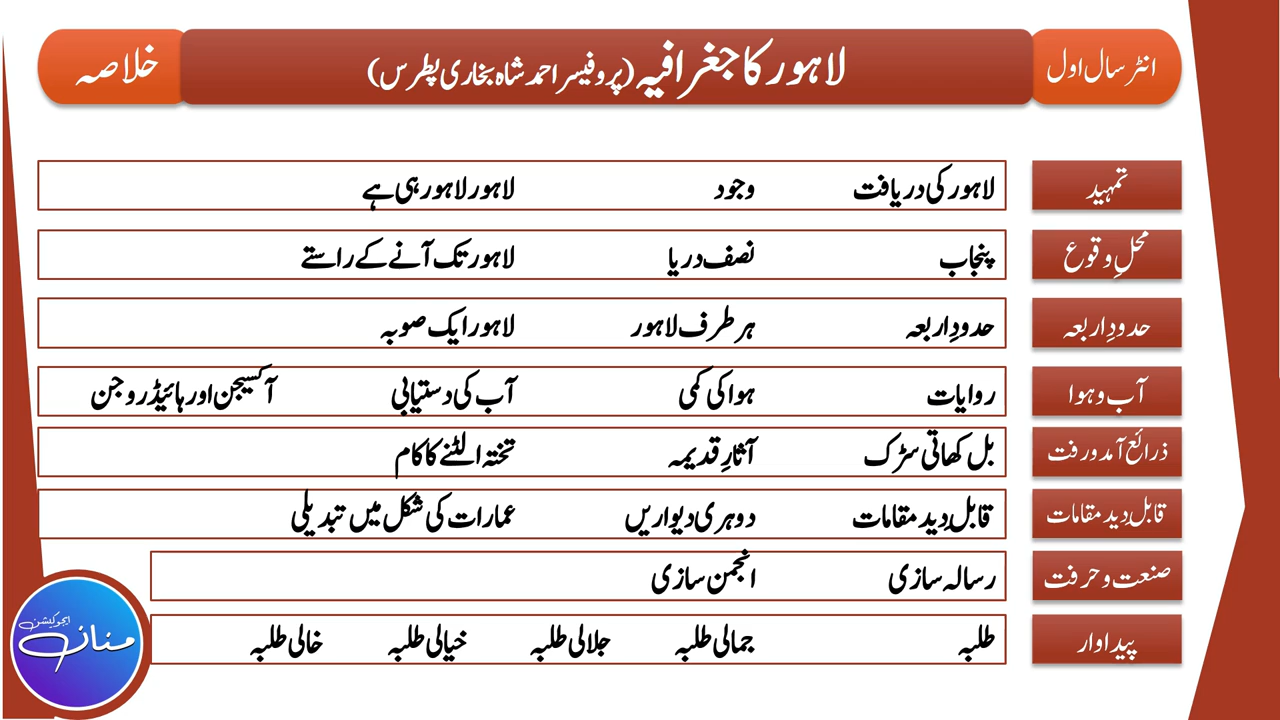 انٹر سال اول
لاہور کا جغرافیہ (پروفیسر احمد شاہ بخاری پطرس)
خلاصہ
تمہید لاہور کی دریافت وجود لاہور لاہور ہی ہے
محلِ وقوع پنجاب نصف دریا لاہور تک آنے کے راستے
حدودِ اربعہ حدودِ اربعہ ہر طرف لاہور لاہور ایک صوبہ
آب و ہوا روایات ہوا کی کمی آب کی دستیابی آکسیجن اور ہائیڈروجن
ذرائع آمد و رفت بل کھاتی سڑک آثارِ قدیمہ تختہ الٹنے کا کام
قابل دید مقامات قابل دید مقامات دوہری دیواریں عمارات کی شکل میں تبدیلی
صنعت و حرفت رسالہ سازی انجمن سازی
پیداوار طلبہ جمالی طلبہ جلالی طلبہ خیالی طلبہ خالی طلبہ
منان ایجوکیشن